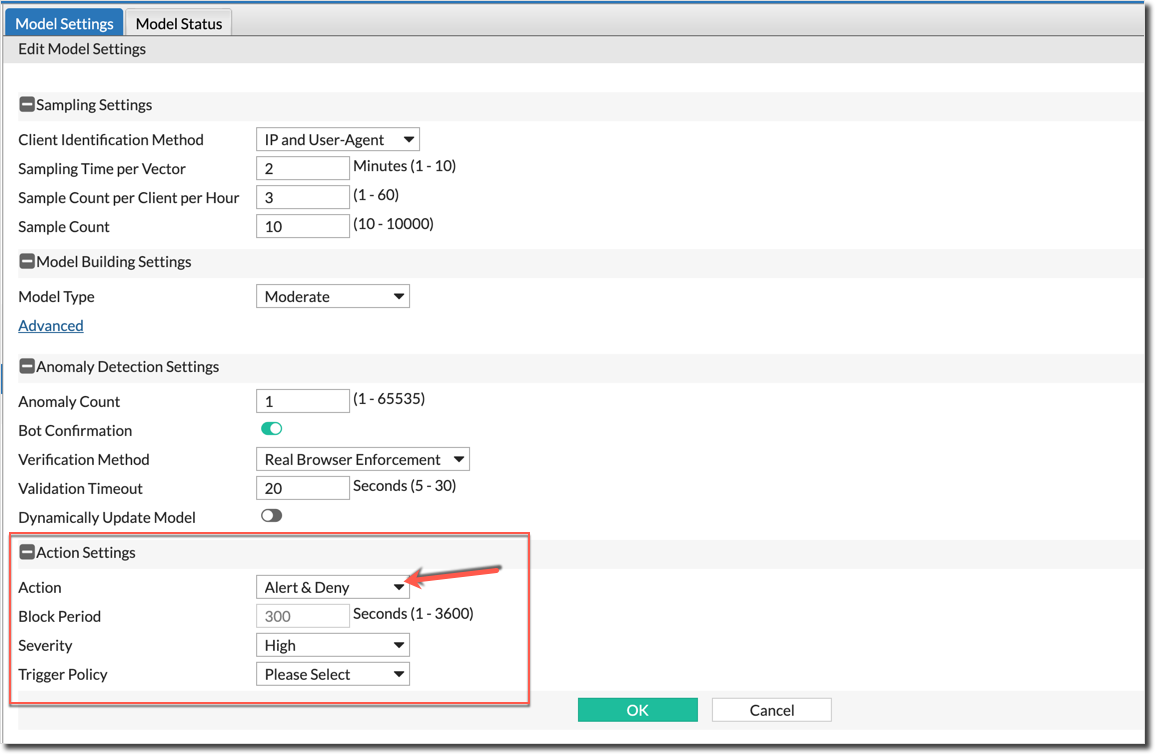 Model Settings Model Status
Edit Model Settings
Sampling Settings
Client Identification Method IP and User-Agent
Sampling Time per Vector 2 Minutes (1 - 10)
Sample Count per Client per Hour 3 (1 - 60)
Sample Count 10 (10 - 10000)
Model Building Settings
Model Type Moderate
Advanced
Anomaly Detection Settings
Anomaly Count 1 (1 - 65535)
Bot Confirmation
Verification Method Real Browser Enforcement
Validation Timeout 20 Seconds (5 - 30)
Dynamically Update Model
Action Settings
Action Alert & Deny
Block Period 300 Seconds (1 - 3600)
Severity High
Trigger Policy Please Select
OK Cancel